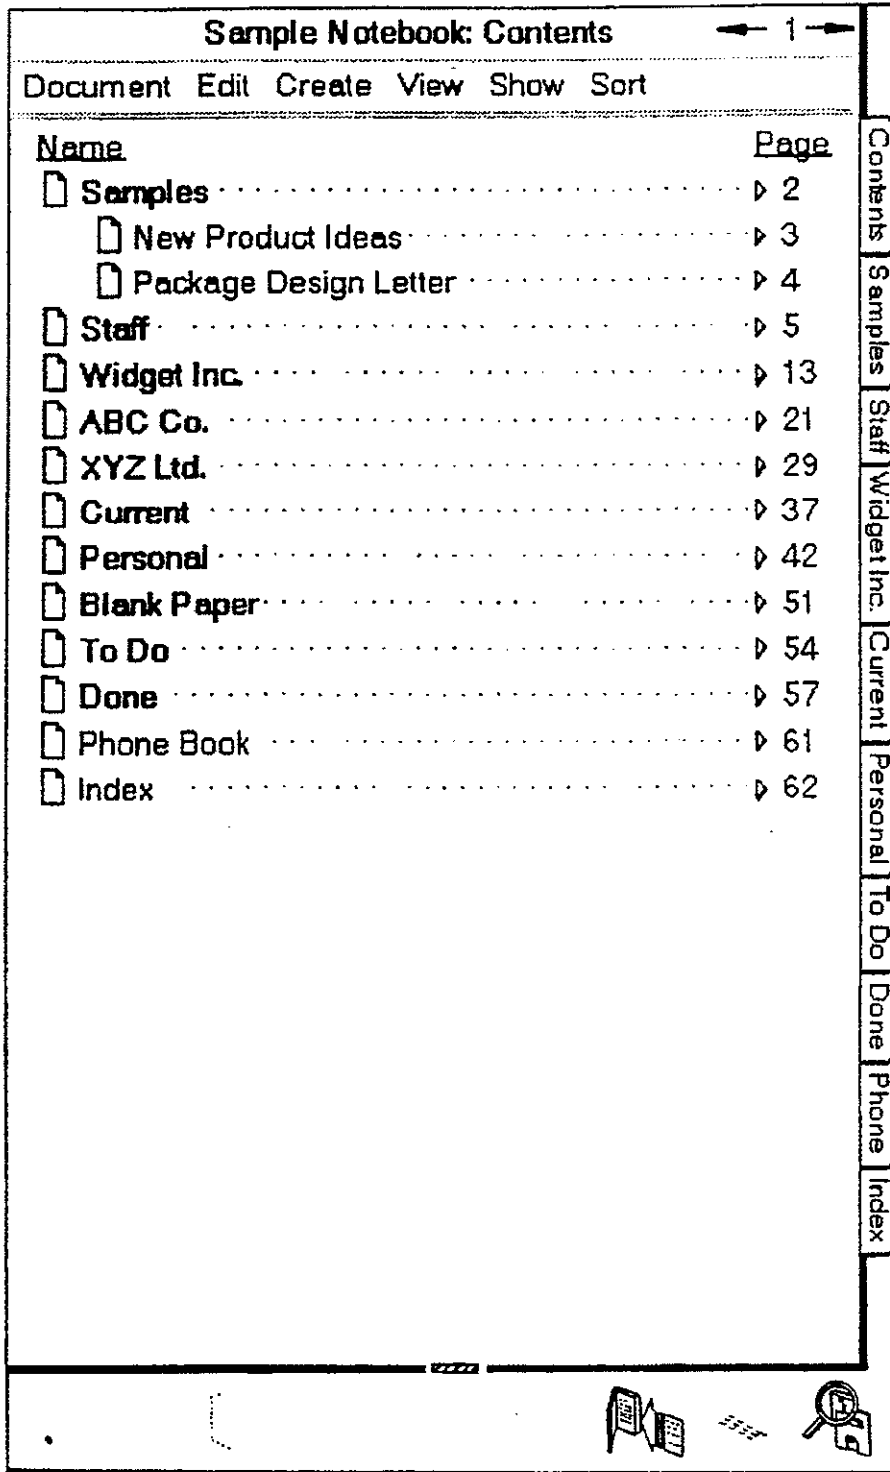 Sample Notebook: Contents 1
Document Edit Create View Show Sort
Name Page
Samples 2
New Product Ideas 3
Package Design Letter 4
Staff 5
Widget Inc. 13
ABC Co. 21
XYZ Ltd. 29
Current 37
Personal 42
Blank Paper 51
To Do 54
Done 57
Phone Book 61
Index 62
Contents
Samples
Staff
Widget Inc.
Current
Personal
To Do
Done
Phone
Index